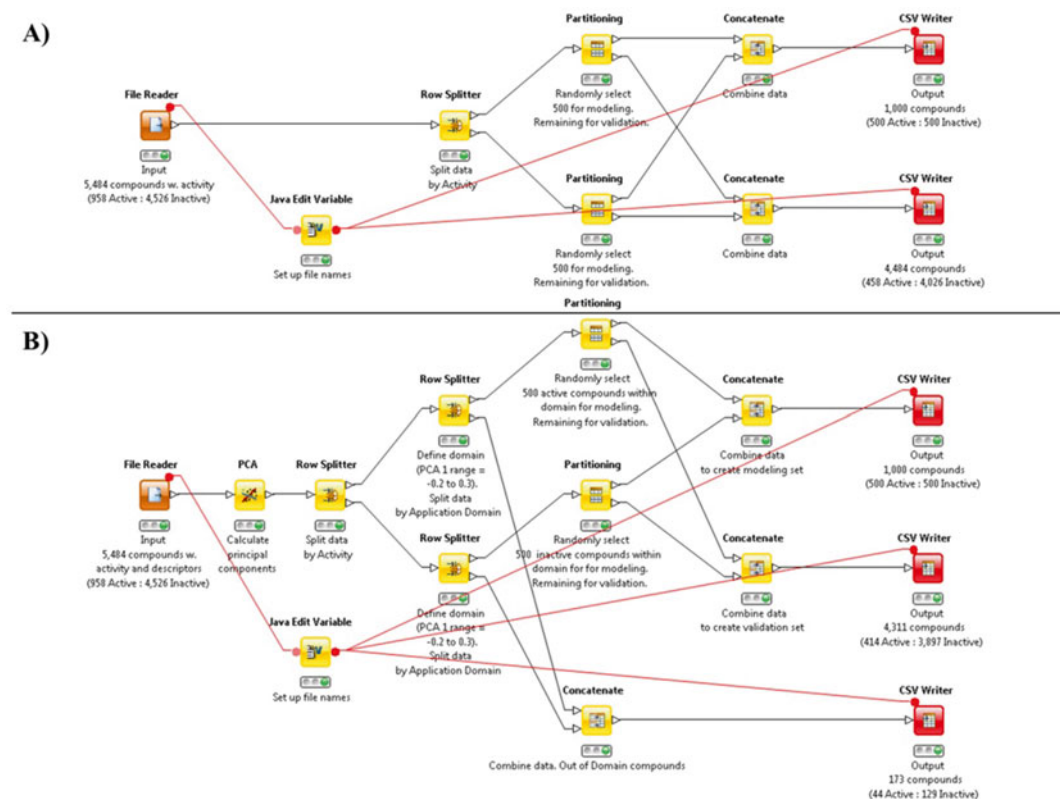 A)
Partitioning
Concatenate
CSV Writer
File Reader
Row Splitter
Randomly select
500 for modeling.
Remaining for validation.
Combine data
Output
1,000 compounds
(500 Active : 500 Inactive)
Input
5,484 compounds w. activity
(958 Active : 4,526 Inactive)
Split data
by Activity
Java Edit Variable
Set up file names
Partitioning
Concatenate
CSV Writer
Randomly select
500 for modeling.
Remaining for validation.
Combine data
Output
4,484 compounds
(458 Active : 4,026 Inactive)
B)
Partitioning
Randomly select
500 active compounds within
domain for modeling.
Remaining for validation.
Row Splitter
Concatenate
CSV Writer
Define domain
(PCA 1 range =
-0.2 to 0.3).
Split data
by Application Domain
Combine data
to create modeling set
Output
1,000 compounds
(500 Active : 500 Inactive)
File Reader
PCA
Row Splitter
Partitioning
Input
5,484 compounds w.
activity and descriptors
(958 Active : 4,526 Inactive)
Calculate
principal
components
Split data
by Activity
Randomly select
500 inactive compounds within
domain for for modeling.
Remaining for validation.
Row Splitter
Concatenate
CSV Writer
Define domain
(PCA 1 range =
-0.2 to 0.3).
Split data
by Application Domain
Combine data
to create validation set
Output
4,311 compounds
(414 Active : 3,897 Inactive)
Java Edit Variable
Set up file names
Concatenate
CSV Writer
Combine data. Out of Domain compounds
Output
173 compounds
(44 Active : 129 Inactive)